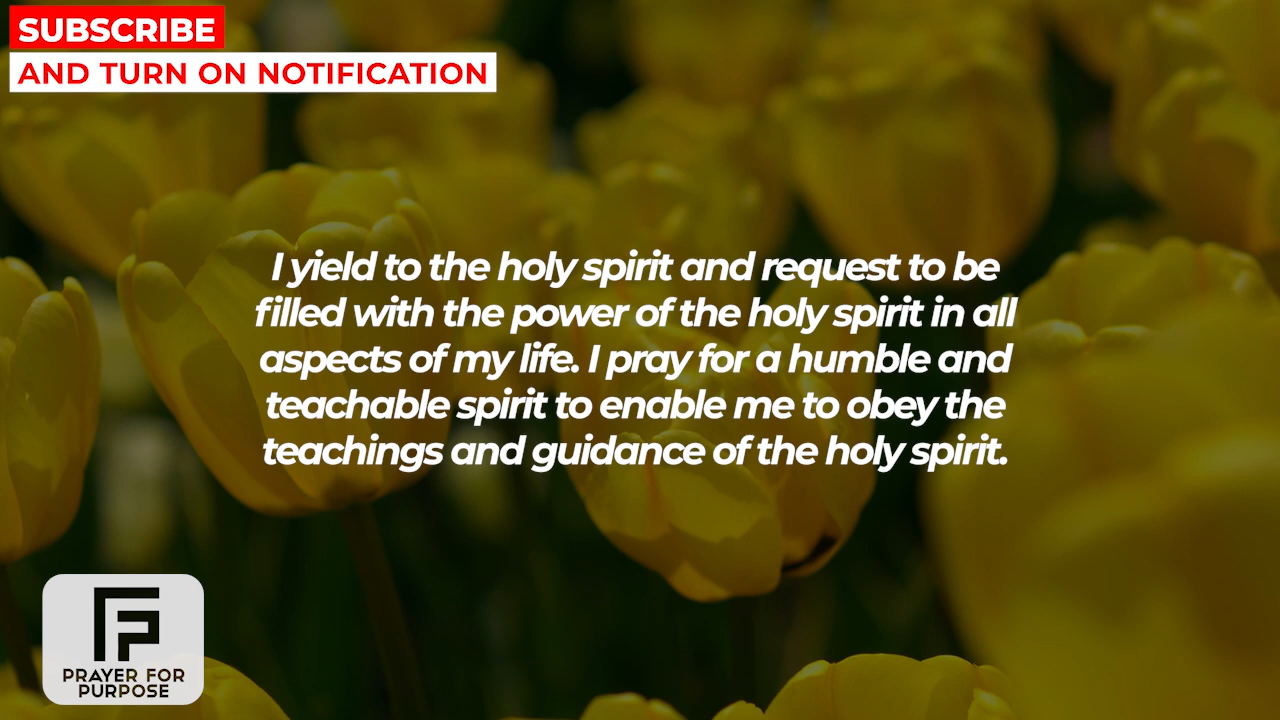 SUBSCRIBE
AND TURN ON NOTIFICATION
I yield to the holy spirit and request to be
filled with the power of the holy spirit in all
aspects of my life. I pray for a humble and
teachable spirit to enable me to obey the
teachings and guidance of the holy spirit.
PRAYER FOR
PURPOSE